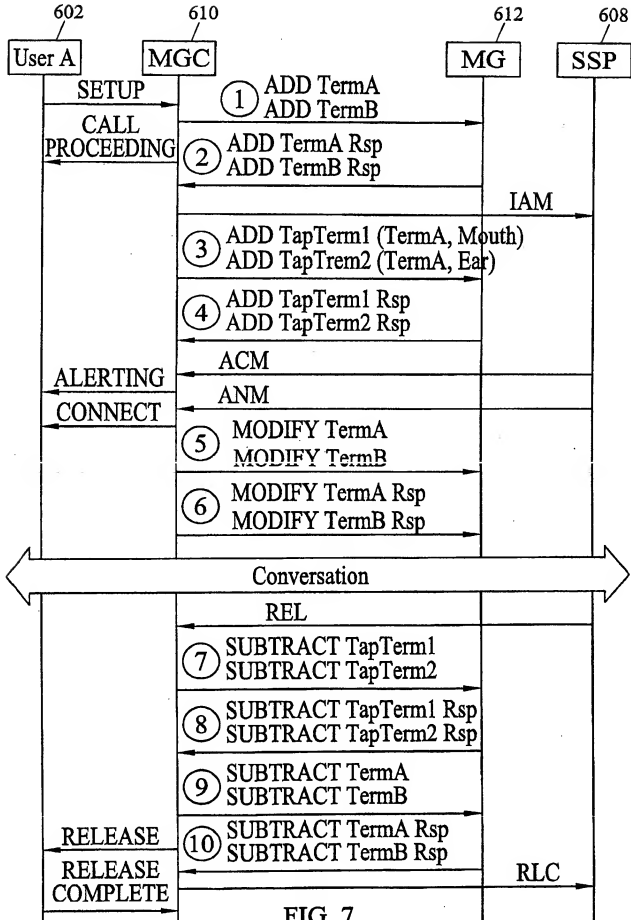 602
610
612
608
User A
MGC
MG
SSP
SETUP
1 ADD TermA
ADD TermB
CALL
PROCEEDING
2 ADD TermA Rsp
ADD TermB Rsp
IAM
3 ADD TapTerm1 (TermA, Mouth)
ADD TapTrem2 (TermA, Ear)
4 ADD TapTerm1 Rsp
ADD TapTerm2 Rsp
ACM
ALERTING
ANM
CONNECT
5 MODIFY TermA
MODIFY TermB
6 MODIFY TermA Rsp
MODIFY TermB Rsp
Conversation
REL
7 SUBTRACT TapTerm1
SUBTRACT TapTerm2
8 SUBTRACT TapTerm1 Rsp
SUBTRACT TapTerm2 Rsp
9 SUBTRACT TermA
SUBTRACT TermB
10 SUBTRACT TermA Rsp
SUBTRACT TermB Rsp
RELEASE
RELEASE
COMPLETE
RLC
FIG. 7